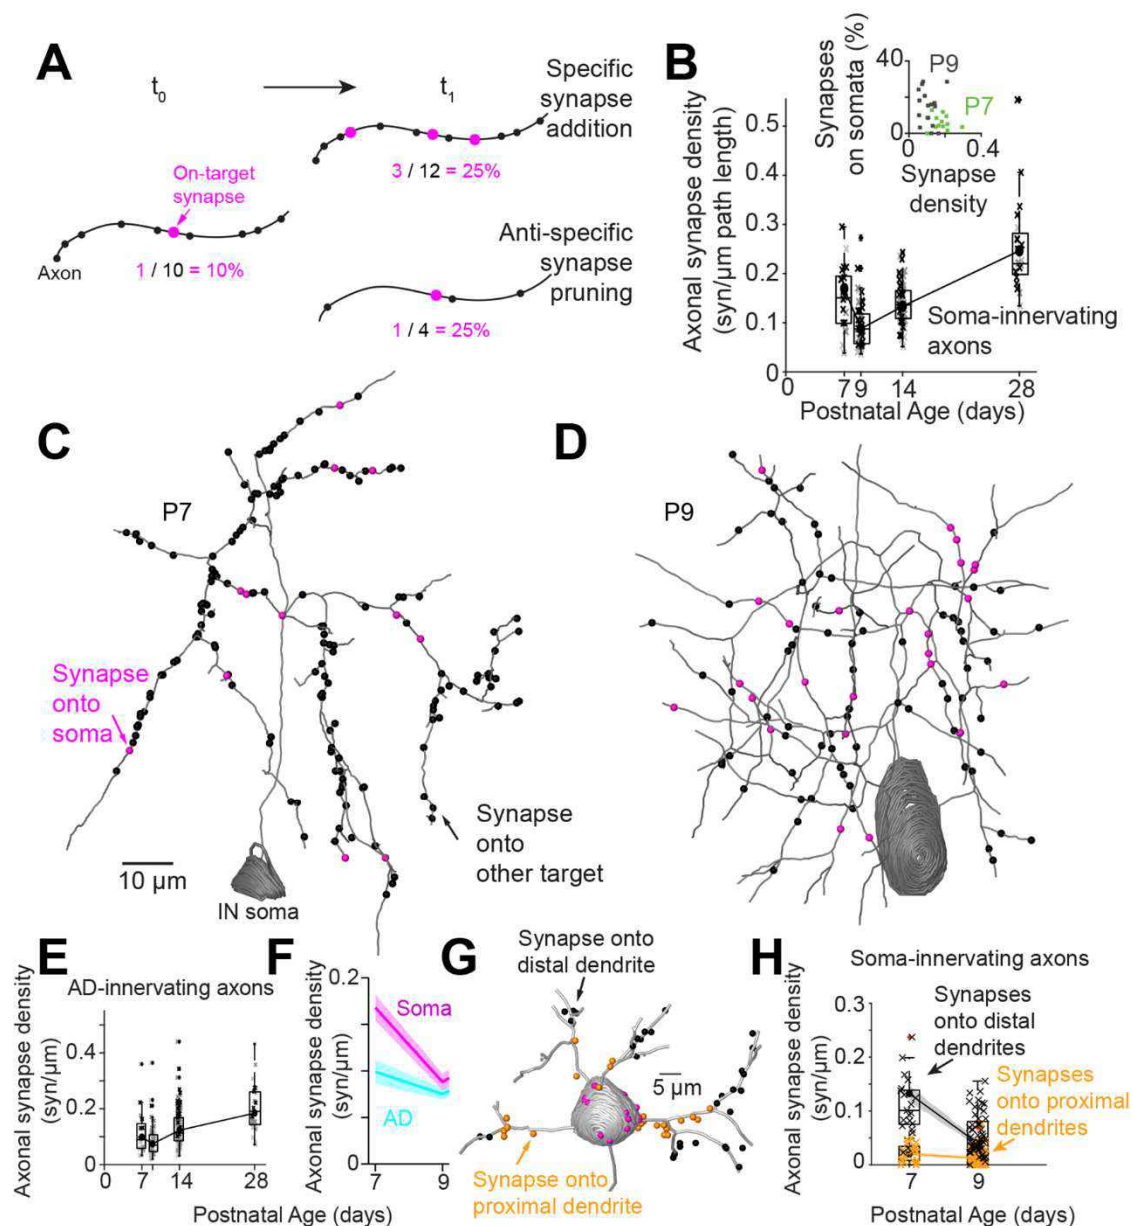 A
t0
t1
Specific
synapse
addition
3 / 12 = 25%
On-target
synapse
Axon
1 / 10 = 10%
Anti-specific
synapse
pruning
1 / 4 = 25%
B
Axonal synapse density
(syn/µm path length)
0.5
0.4
0.3
0.2
0.1
0
0
7
9
14
28
Postnatal Age (days)
Soma-innervating
axons
Synapses
on somata (%)
30
0
0.4
P9
P7
Synapse
density
C
P7
Synapse
onto
soma
10 µm
IN soma
Synapse
onto
other target
D
P9
E
AD-innervating axons
Axonal synapse density
(syn/µm)
0.4
0.2
0
7
14
28
Postnatal Age (days)
F
Axonal synapse density
(syn/µm)
0.2
0
Soma
AD
7
9
G
Synapse onto
distal dendrite
5 µm
Synapse onto
proximal dendrite
H
Soma-innervating axons
Axonal synapse density
(syn/µm)
0.3
0.2
0.1
0
Synapses
onto distal
dendrites
Synapses
onto proximal
dendrites
7
9
Postnatal Age (days)